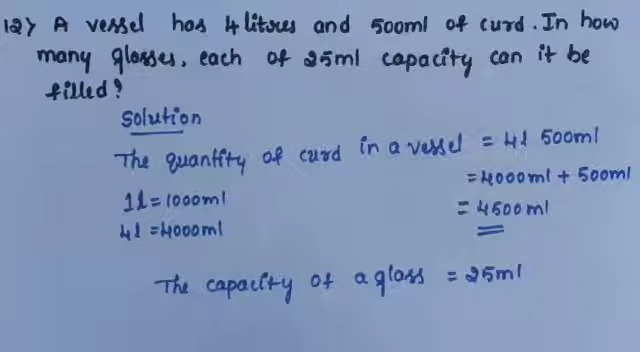 12) A vessel has 4 litres and 500ml of curd. In how
many glasses, each of 25ml capacity can it be
filled?
Solution
The quantity of curd in a vessel = 4l 500ml
= 4000ml + 500ml
1l = 1000ml
= 4500ml
4l = 4000ml
The capacity of a glass = 25ml